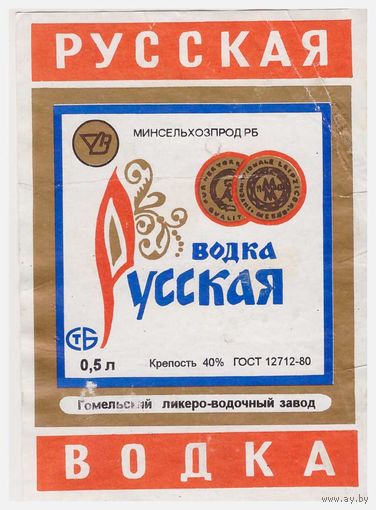 РУССКАЯ
МИНСЕЛЬХОЗПРОД РБ
ВОДКА
Русская
СТБ
0,5 л
Крепость 40% ГОСТ 12712-80
Гомельский ликеро-водочный завод
ВОДКА
www.ay.by